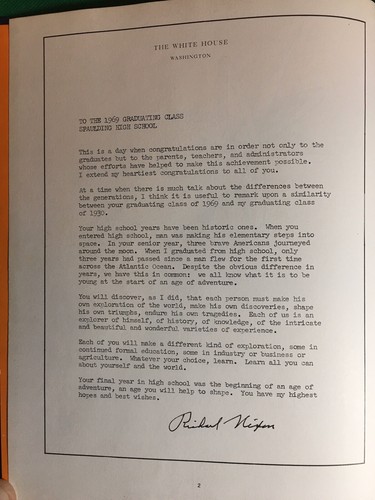 THE WHITE HOUSE
WASHINGTON
TO THE 1969 GRADUATING CLASS
SPAULDING HIGH SCHOOL
This is a day when congratulations are in order not only to the
graduates but to the parents, teachers, and administrators
whose efforts have helped to make this achievement possible.
I extend my heartiest congratulations to all of you.
At a time when there is much talk about the differences between
the generations, I think it is useful to remark upon a similarity
between your graduating class of 1969 and my graduating class
of 1930.
Your high school years have been historic ones. When you
entered high school, man was making his elementary steps into
space. In your senior year, three brave Americans journeyed
around the moon. When I graduated from high school, only
three years had passed since a man flew for the first time
across the Atlantic Ocean. Despite the obvious difference in
years, we have this in common: we all know what it is to be
young at the start of an age of adventure.
You will discover, as I did, that each person must make his
own exploration of the world, make his own discoveries, shape
his own triumphs, endure his own tragedies. Each of us is an
explorer of himself, of history, of knowledge, of the intricate
and beautiful and wonderful varieties of experience.
Each of you will make a different kind of exploration, some in
continued formal education, some in industry or business or
agriculture. Whatever your choice, learn. Learn all you can
about yourself and the world.
Your final year in high school was the beginning of an age of
adventure, an age you will help to shape. You have my highest
hopes and best wishes.
Richard Nixon
2